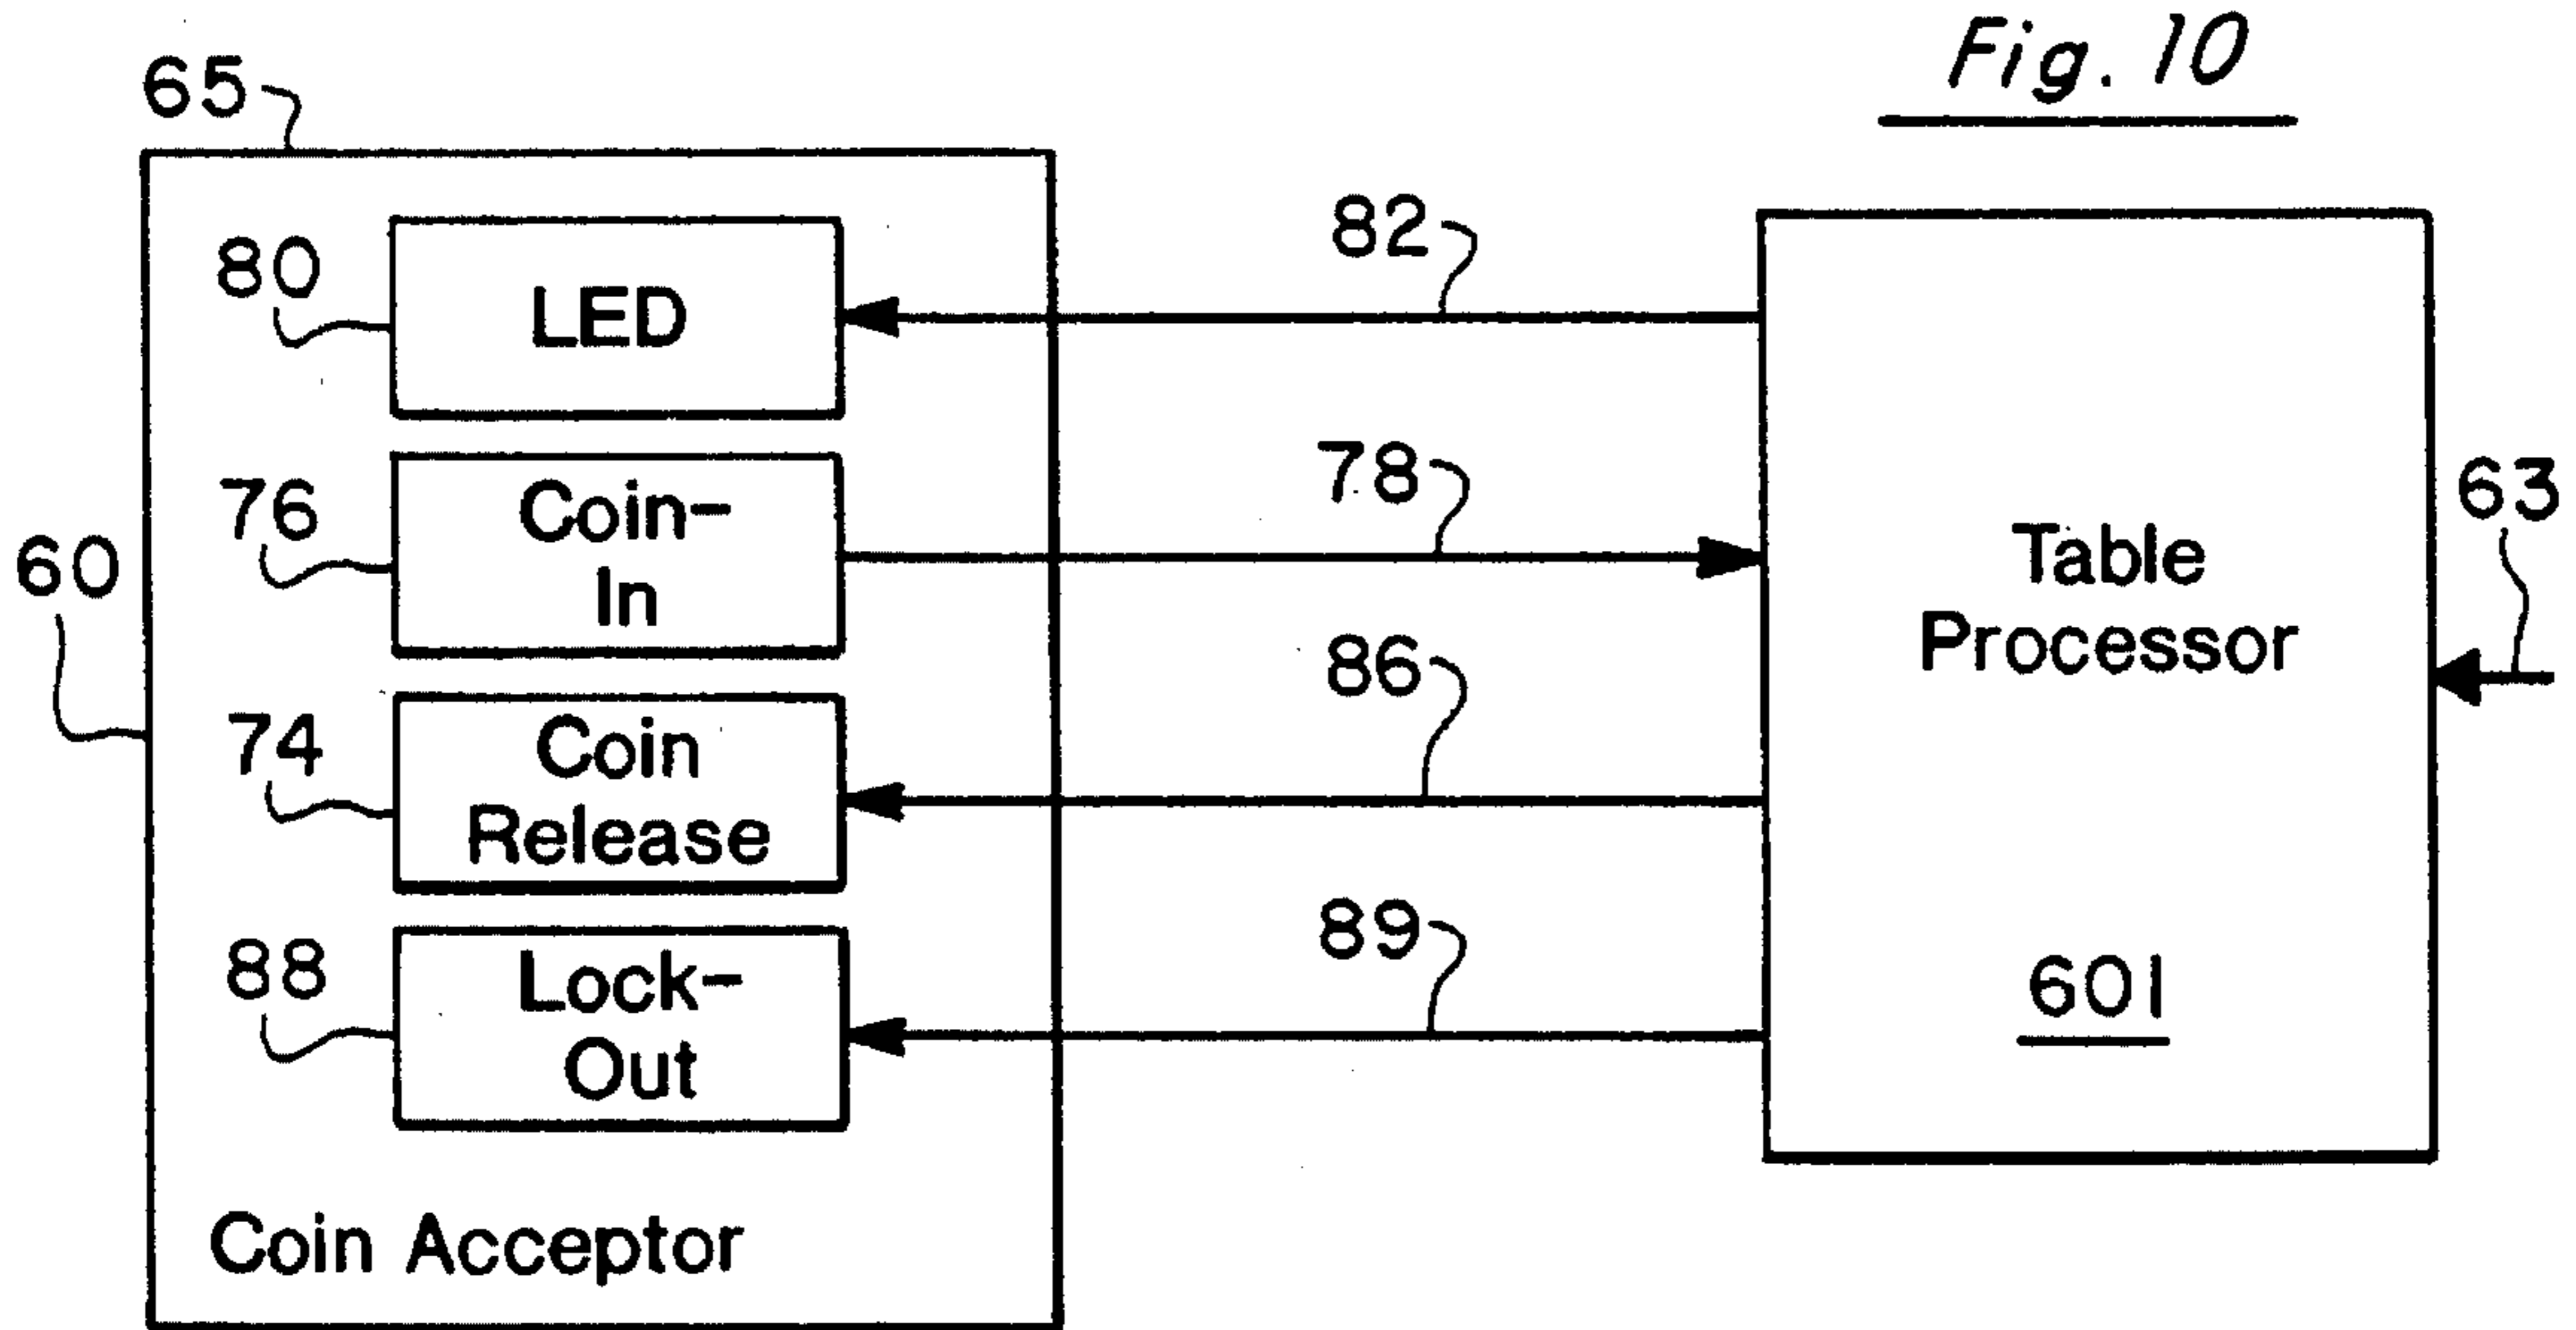 Fig. 10
65
80
LED
82
76
Coin-
In
78
60
74
Coin
Release
86
88
Lock-
Out
89
Coin Acceptor
Table
Processor
601
63